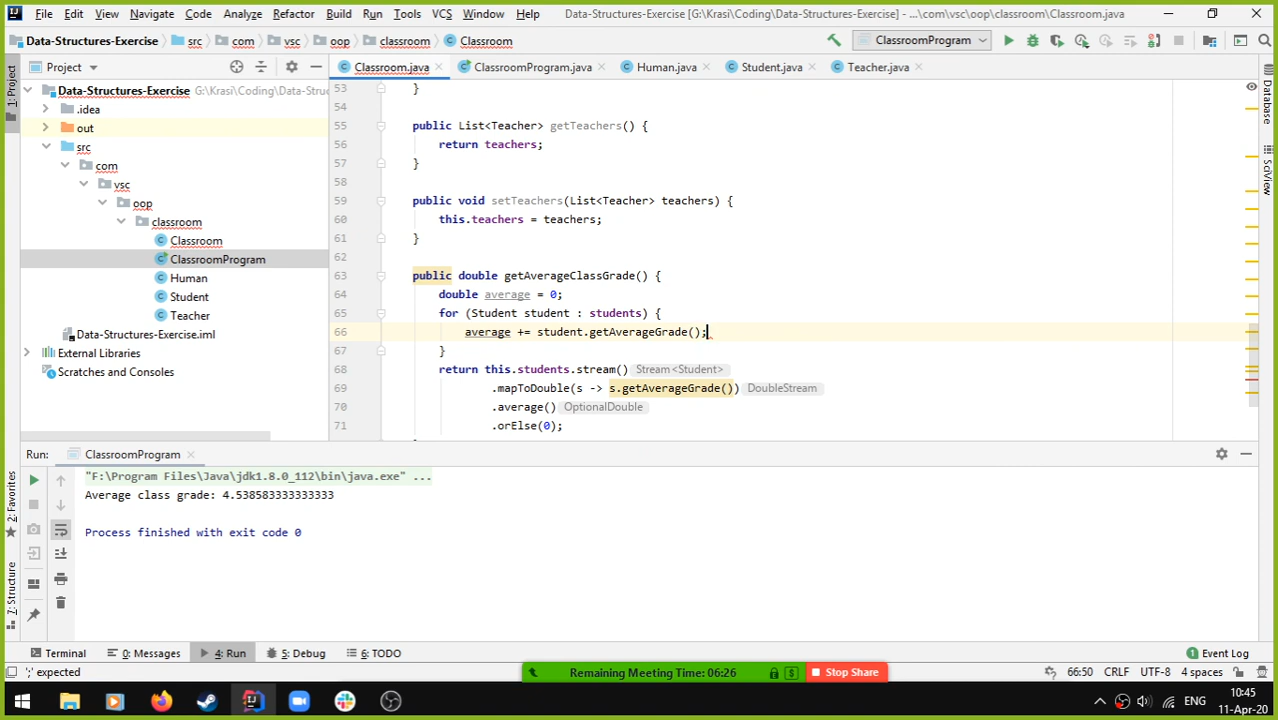 File Edit View Navigate Code Analyze Refactor Build Run Tools VCS Window Help Data-Structures-Exercise [G:\Krasi\Coding\Data-Structures-Exercise] - ...\com\vsc\oop\classroom\Classroom.java
Data-Structures-Exercise src com vsc oop classroom Classroom ClassroomProgram
Project Classroom.java ClassroomProgram.java Human.java Student.java Teacher.java
1: Project
Database
SciView
Data-Structures-Exercise G:\Krasi\Coding\Data-Stru
.idea
out
src
com
vsc
oop
classroom
Classroom
ClassroomProgram
Human
Student
Teacher
Data-Structures-Exercise.iml
External Libraries
Scratches and Consoles
53 }
54
55 public List<Teacher> getTeachers() {
56 return teachers;
57 }
58
59 public void setTeachers(List<Teacher> teachers) {
60 this.teachers = teachers;
61 }
62
63 public double getAverageClassGrade() {
64 double average = 0;
65 for (Student student : students) {
66 average += student.getAverageGrade();
67 }
68 return this.students.stream() Stream<Student>
69 .mapToDouble(s -> s.getAverageGrade()) DoubleStream
70 .average() OptionalDouble
71 .orElse(0);
Run: ClassroomProgram
"F:\Program Files\Java\jdk1.8.0_112\bin\java.exe" ...
Average class grade: 4.538583333333333
Process finished with exit code 0
2: Favorites
7: Structure
Terminal 0: Messages 4: Run 5: Debug 6: TODO Event Log
';' expected Remaining Meeting Time: 06:26 $ Stop Share 66:50 CRLF UTF-8 4 spaces
ENG 10:45
11-Apr-20